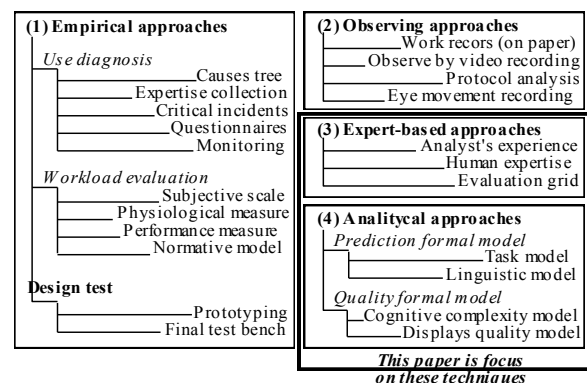 (1) Empirical approaches
Use diagnosis
Causes tree
Expertise collection
Critical incidents
Questionnaires
Monitoring
Workload evaluation
Subjective scale
Physiological measure
Performance measure
Normative model
Design test
Prototyping
Final test bench
(2) Observing approaches
Work recors (on paper)
Observe by video recording
Protocol analysis
Eye movement recording
(3) Expert-based approaches
Analyst's experience
Human expertise
Evaluation grid
(4) Analitycal approaches
Prediction formal model
Task model
Linguistic model
Quality formal model
Cognitive complexity model
Displays quality model
This paper is focus
on these techniques